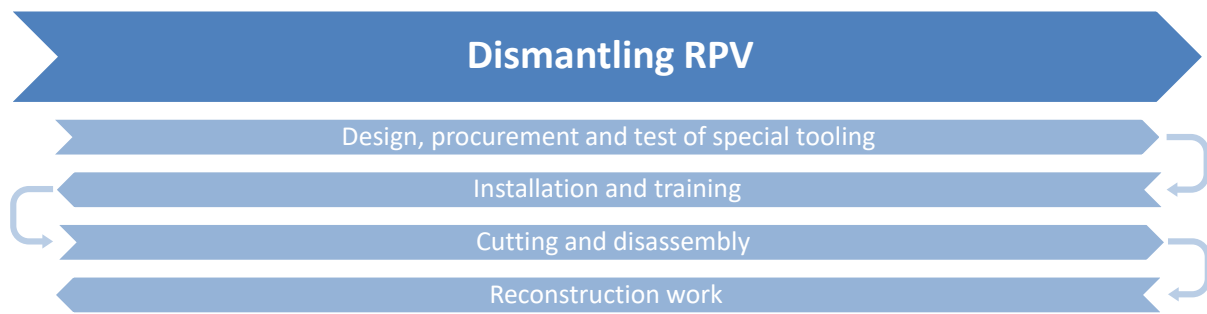 Dismantling RPV
Design, procurement and test of special tooling
Installation and training
Cutting and disassembly
Reconstruction work